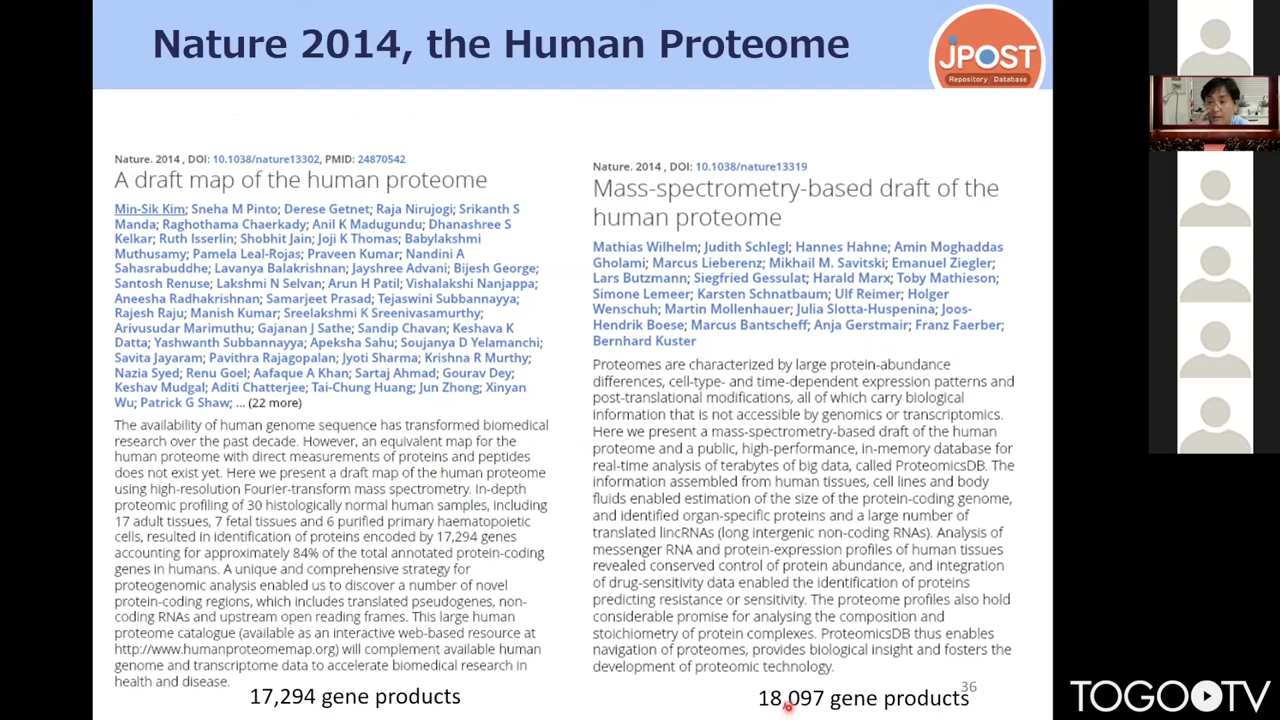 Nature 2014, the Human Proteome
jPOST
Repository/Database
Nature. 2014 , DOI: 10.1038/nature13302, PMID: 24870542
A draft map of the human proteome
Min-Sik Kim; Sneha M Pinto; Derese Getnet; Raja Nirujogi; Srikanth S
Manda; Raghothama Chaerkady; Anil K Madugundu; Dhanashree S
Kelkar; Ruth Isserlin; Shobhit Jain; Joji K Thomas; Babylakshmi
Muthusamy; Pamela Leal-Rojas; Praveen Kumar; Nandini A
Sahasrabuddhe; Lavanya Balakrishnan; Jayshree Advani; Bijesh George;
Santosh Renuse; Lakshmi N Selvan; Arun H Patil; Vishalakshi Nanjappa;
Aneesha Radhakrishnan; Samarjeet Prasad; Tejaswini Subbannayya;
Rajesh Raju; Manish Kumar; Sreelakshmi K Sreenivasamurthy;
Arivusudar Marimuthu; Gajanan J Sathe; Sandip Chavan; Keshava K
Datta; Yashwanth Subbannayya; Apeksha Sahu; Soujanya D Yelamanchi;
Savita Jayaram; Pavithra Rajagopalan; Jyoti Sharma; Krishna R Murthy;
Nazia Syed; Renu Goel; Aafaque A Khan; Sartaj Ahmad; Gourav Dey;
Keshav Mudgal; Aditi Chatterjee; Tai-Chung Huang; Jun Zhong; Xinyan
Wu; Patrick G Shaw; ... (22 more)
The availability of human genome sequence has transformed biomedical
research over the past decade. However, an equivalent map for the
human proteome with direct measurements of proteins and peptides
does not exist yet. Here we present a draft map of the human proteome
using high-resolution Fourier-transform mass spectrometry. In-depth
proteomic profiling of 30 histologically normal human samples, including
17 adult tissues, 7 fetal tissues and 6 purified primary haematopoietic
cells, resulted in identification of proteins encoded by 17,294 genes
accounting for approximately 84% of the total annotated protein-coding
genes in humans. A unique and comprehensive strategy for
proteogenomic analysis enabled us to discover a number of novel
protein-coding regions, which includes translated pseudogenes, non-
coding RNAs and upstream open reading frames. This large human
proteome catalogue (available as an interactive web-based resource at
http://www.humanproteomemap.org) will complement available human
genome and transcriptome data to accelerate biomedical research in
health and disease.
17,294 gene products
Nature. 2014 , DOI: 10.1038/nature13319
Mass-spectrometry-based draft of the
human proteome
Mathias Wilhelm; Judith Schlegl; Hannes Hahne; Amin Moghaddas
Gholami; Marcus Lieberenz; Mikhail M. Savitski; Emanuel Ziegler;
Lars Butzmann; Siegfried Gessulat; Harald Marx; Toby Mathieson;
Simone Lemeer; Karsten Schnatbaum; Ulf Reimer; Holger
Wenschuh; Martin Mollenhauer; Julia Slotta-Huspenina; Joos-
Hendrik Boese; Marcus Bantscheff; Anja Gerstmair; Franz Faerber;
Bernhard Kuster
Proteomes are characterized by large protein-abundance
differences, cell-type- and time-dependent expression patterns and
post-translational modifications, all of which carry biological
information that is not accessible by genomics or transcriptomics.
Here we present a mass-spectrometry-based draft of the human
proteome and a public, high-performance, in-memory database for
real-time analysis of terabytes of big data, called ProteomicsDB. The
information assembled from human tissues, cell lines and body
fluids enabled estimation of the size of the protein-coding genome,
and identified organ-specific proteins and a large number of
translated lincRNAs (long intergenic non-coding RNAs). Analysis of
messenger RNA and protein-expression profiles of human tissues
revealed conserved control of protein abundance, and integration
of drug-sensitivity data enabled the identification of proteins
predicting resistance or sensitivity. The proteome profiles also hold
considerable promise for analysing the composition and
stoichiometry of protein complexes. ProteomicsDB thus enables
navigation of proteomes, provides biological insight and fosters the
development of proteomic technology.
36
18,097 gene products
TOGO TV